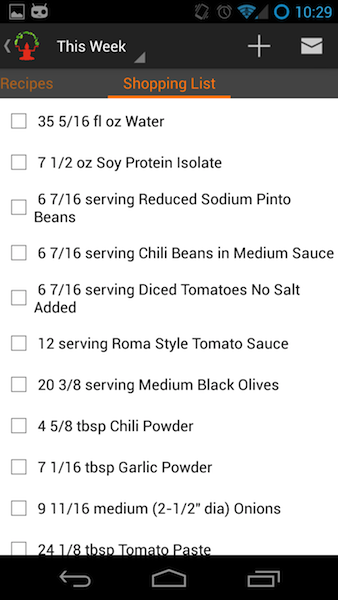 10:29
This Week
Recipes
Shopping List
35 5/16 fl oz Water
7 1/2 oz Soy Protein Isolate
6 7/16 serving Reduced Sodium Pinto
Beans
6 7/16 serving Chili Beans in Medium Sauce
6 7/16 serving Diced Tomatoes No Salt
Added
12 serving Roma Style Tomato Sauce
20 3/8 serving Medium Black Olives
4 5/8 tbsp Chili Powder
7 1/16 tbsp Garlic Powder
9 11/16 medium (2-1/2" dia) Onions
24 1/8 tbsp Tomato Paste